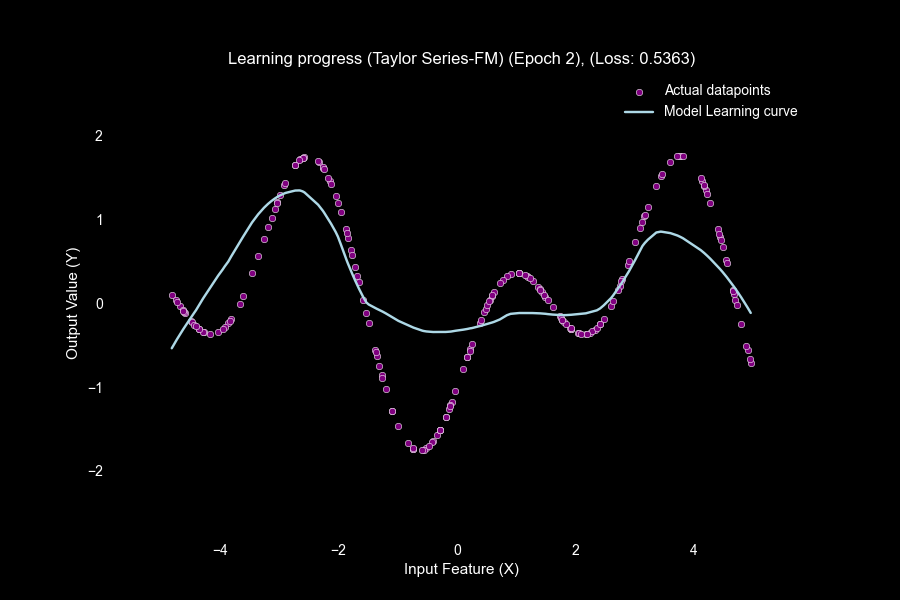 Learning progress (Taylor Series-FM) (Epoch 2), (Loss: 0.5363)
Actual datapoints
Model Learning curve
2
1
0
−1
−2
Output Value (Y)
−4
−2
0
2
4
Input Feature (X)